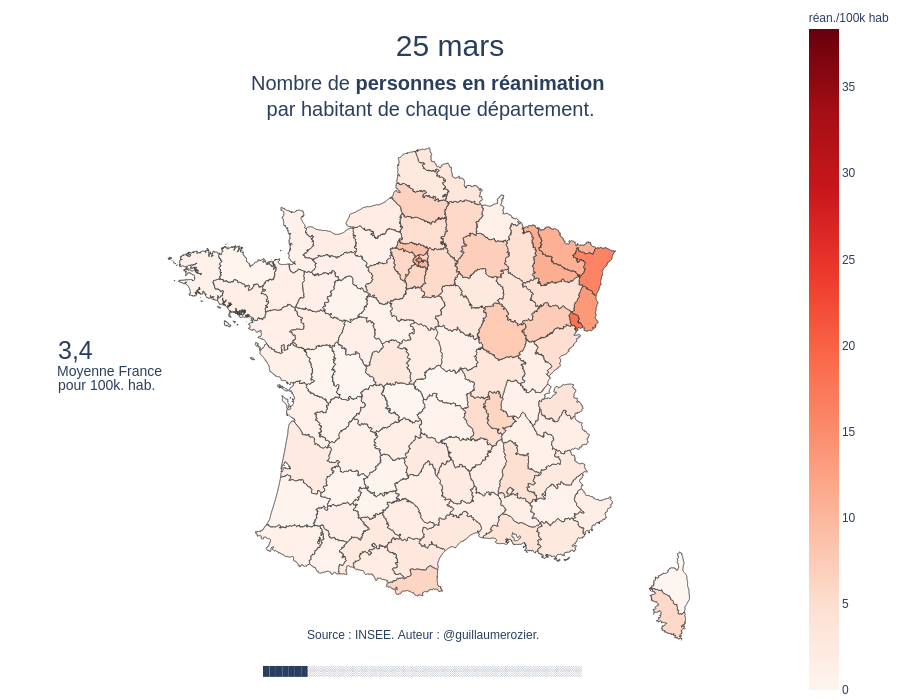 réan./100k hab
25 mars
Nombre de personnes en réanimation
par habitant de chaque département.
35
30
25
20
15
10
5
0
3,4
Moyenne France
pour 100k. hab.
Source : INSEE. Auteur : @guillaumerozier.